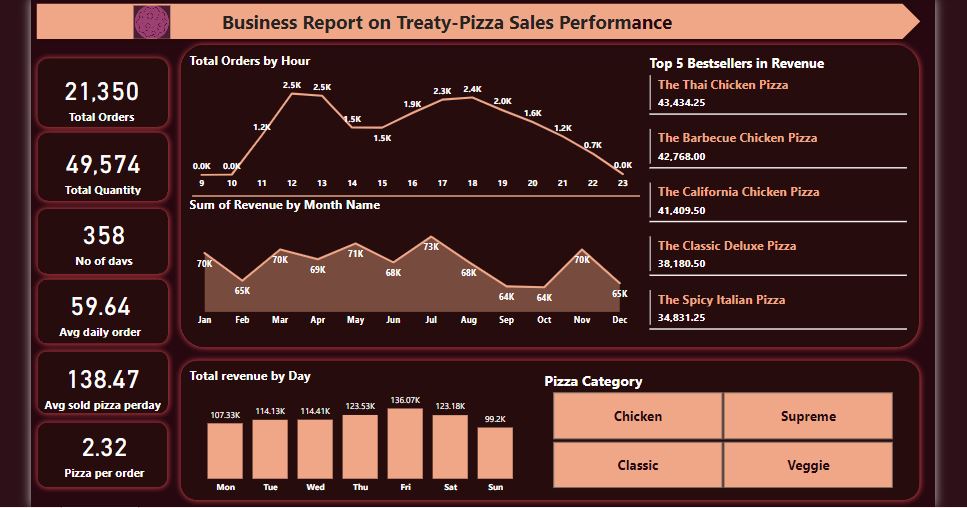 Business Report on Treaty-Pizza Sales Performance
21,350
Total Orders
49,574
Total Quantity
358
No of days
59.64
Avg daily order
138.47
Avg sold pizza perday
2.32
Pizza per order
Total Orders by Hour
0.0K 0.0K 1.2K 2.5K 2.5K 1.5K 1.5K 1.9K 2.3K 2.4K 2.0K 1.6K 1.2K 0.7K 0.0K
9 10 11 12 13 14 15 16 17 18 19 20 21 22 23
Sum of Revenue by Month Name
70K 65K 70K 69K 71K 68K 73K 68K 64K 64K 70K 65K
Jan Feb Mar Apr May Jun Jul Aug Sep Oct Nov Dec
Top 5 Bestsellers in Revenue
The Thai Chicken Pizza
43,434.25
The Barbecue Chicken Pizza
42,768.00
The California Chicken Pizza
41,409.50
The Classic Deluxe Pizza
38,180.50
The Spicy Italian Pizza
34,831.25
Total revenue by Day
107.33K 114.13K 114.41K 123.53K 136.07K 123.18K 99.2K
Mon Tue Wed Thu Fri Sat Sun
Pizza Category
Chicken Supreme
Classic Veggie